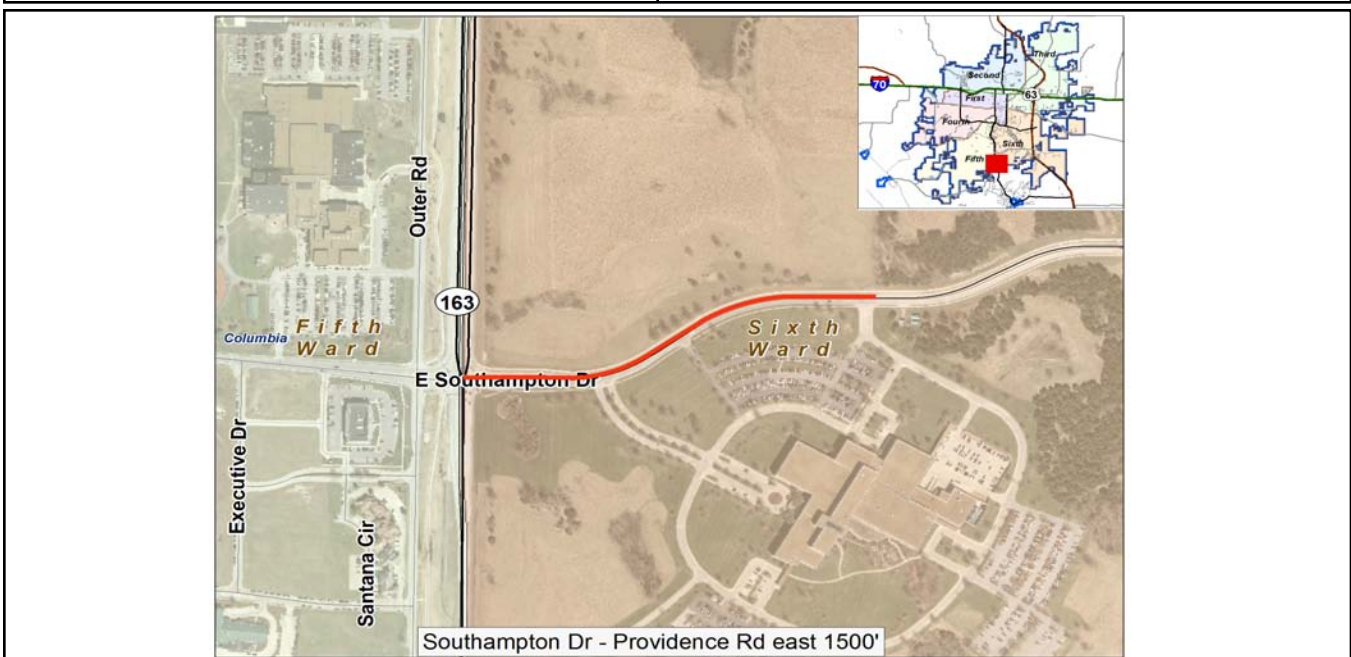 Third
Second
70
63
First
Fourth
Sixth
Fifth
Outer Rd
163
Fifth
Ward
Columbia
Sixth
Ward
E Southampton Dr
Executive Dr
Santana Cir
Southampton Dr - Providence Rd east 1500'